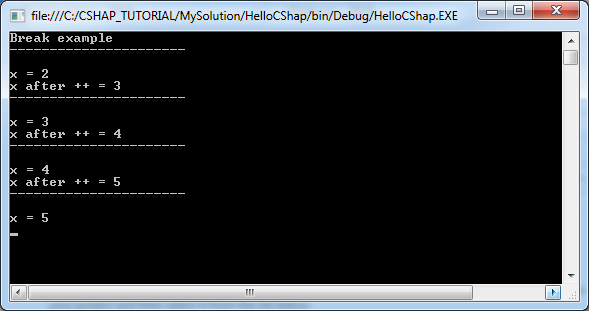 file:///C:/CSHAP_TUTORIAL/MySolution/HelloCShap/bin/Debug/HelloCShap.EXE
Break example
----------------------
x = 2
x after ++ = 3
----------------------
x = 3
x after ++ = 4
----------------------
x = 4
x after ++ = 5
----------------------
x = 5